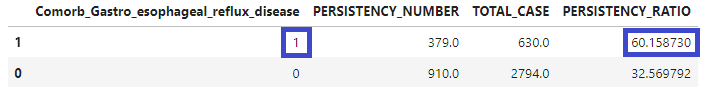 Comorb_Gastro_esophageal_reflux_disease PERSISTENCY_NUMBER TOTAL_CASE PERSISTENCY_RATIO
1 1 379.0 630.0 60.158730
0 0 910.0 2794.0 32.569792